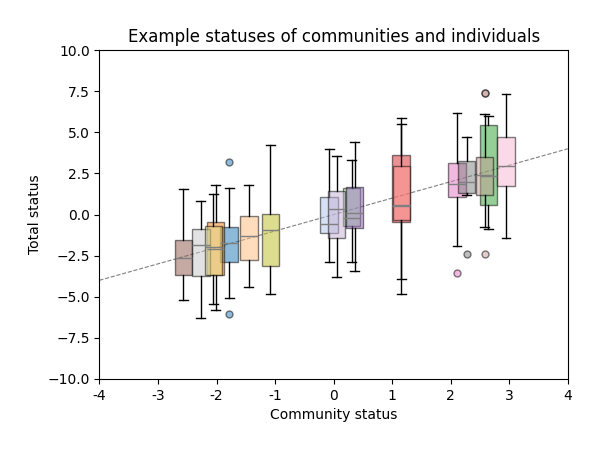 Example statuses of communities and individuals
10.0
7.5
5.0
2.5
0.0
−2.5
−5.0
−7.5
−10.0
Total status
-4 -3 -2 -1 0 1 2 3 4
Community status